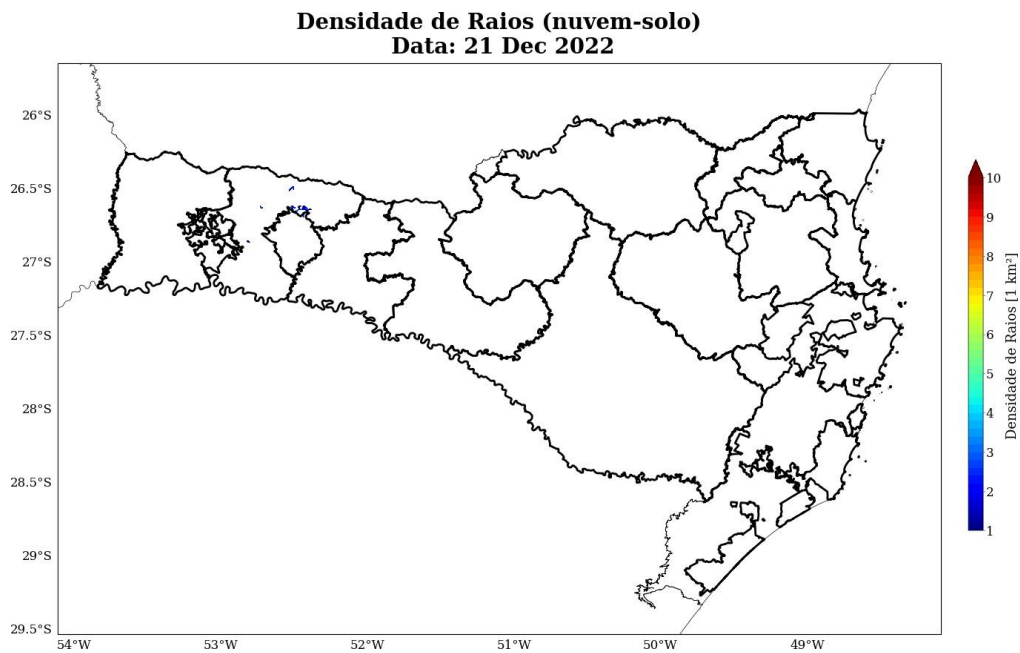 Densidade de Raios (nuvem-solo)
Data: 21 Dec 2022
26°S
26.5°S
27°S
27.5°S
28°S
28.5°S
29°S
29.5°S
54°W
53°W
52°W
51°W
50°W
49°W
10
9
8
7
6
5
4
3
2
1
Densidade de Raios [1 km²]